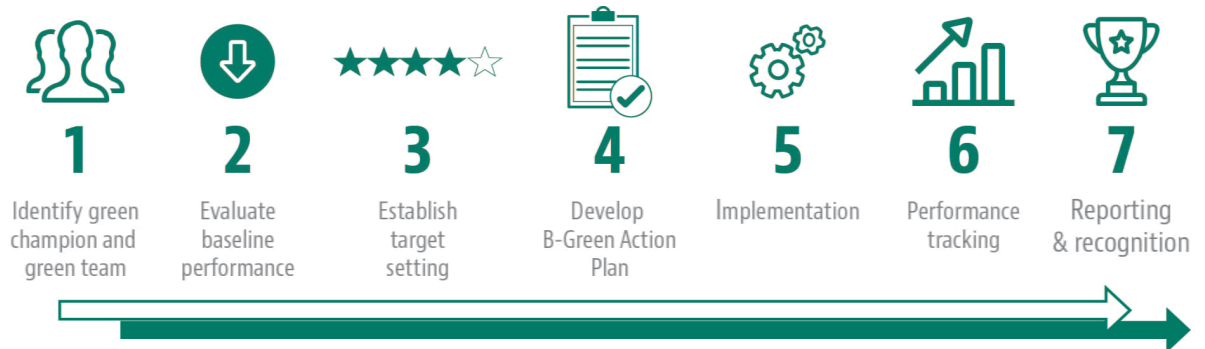 1
Identify green
champion and
green team
2
Evaluate
baseline
performance
3
Establish
target
setting
4
Develop
B-Green Action
Plan
5
Implementation
6
Performance
tracking
7
Reporting
& recognition